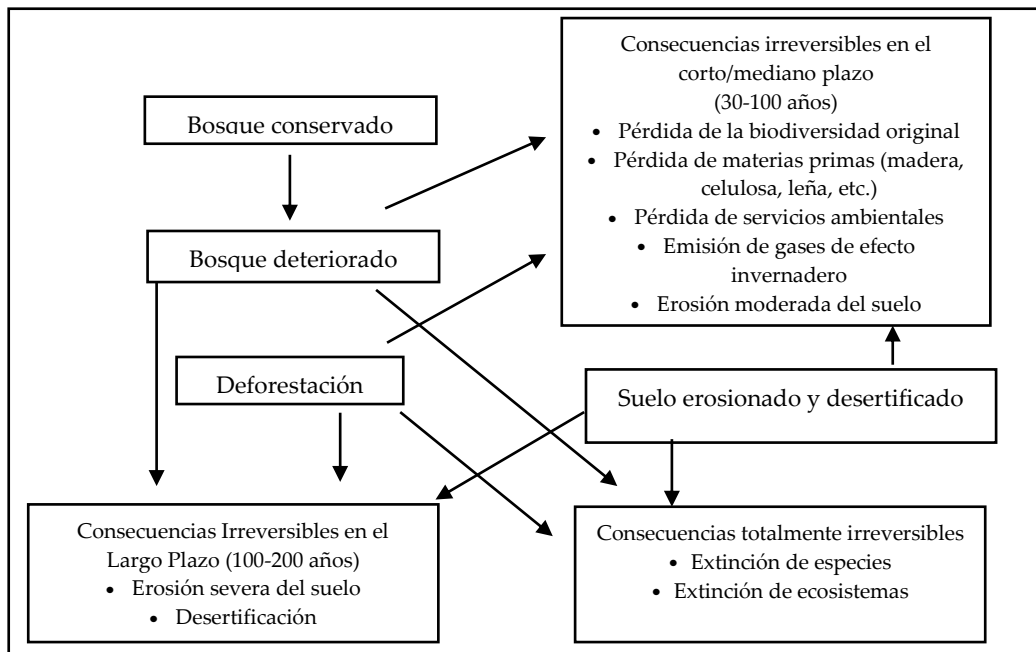 Bosque conservado
Bosque deteriorado
Deforestación
Consecuencias irreversibles en el
corto/mediano plazo
(30-100 años)
• Pérdida de la biodiversidad original
• Pérdida de materias primas (madera,
celulosa, leña, etc.)
• Pérdida de servicios ambientales
• Emisión de gases de efecto
invernadero
• Erosión moderada del suelo
Suelo erosionado y desertificado
Consecuencias Irreversibles en el
Largo Plazo (100-200 años)
• Erosión severa del suelo
• Desertificación
Consecuencias totalmente irreversibles
• Extinción de especies
• Extinción de ecosistemas